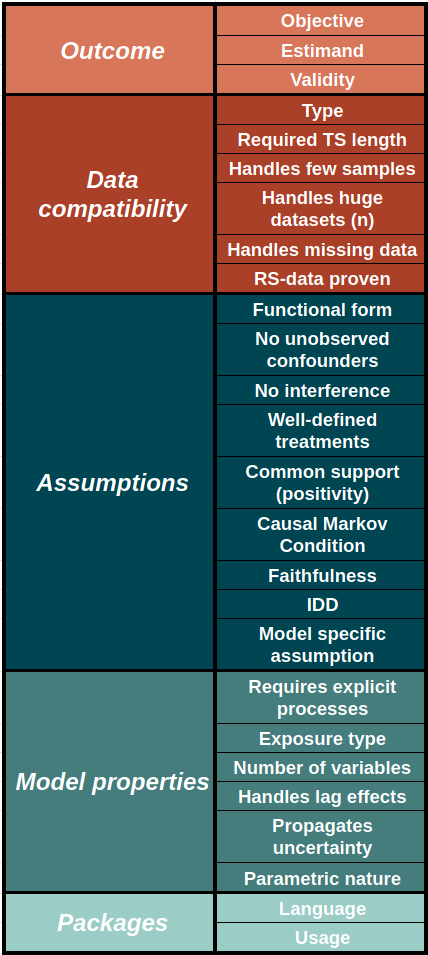 Outcome
Objective
Estimand
Validity
Data
compatibility
Type
Required TS length
Handles few samples
Handles huge
datasets (n)
Handles missing data
RS-data proven
Assumptions
Functional form
No unobserved
confounders
No interference
Well-defined
treatments
Common support
(positivity)
Causal Markov
Condition
Faithfulness
IDD
Model specific
assumption
Model properties
Requires explicit
processes
Exposure type
Number of variables
Handles lag effects
Propagates
uncertainty
Parametric nature
Packages
Language
Usage